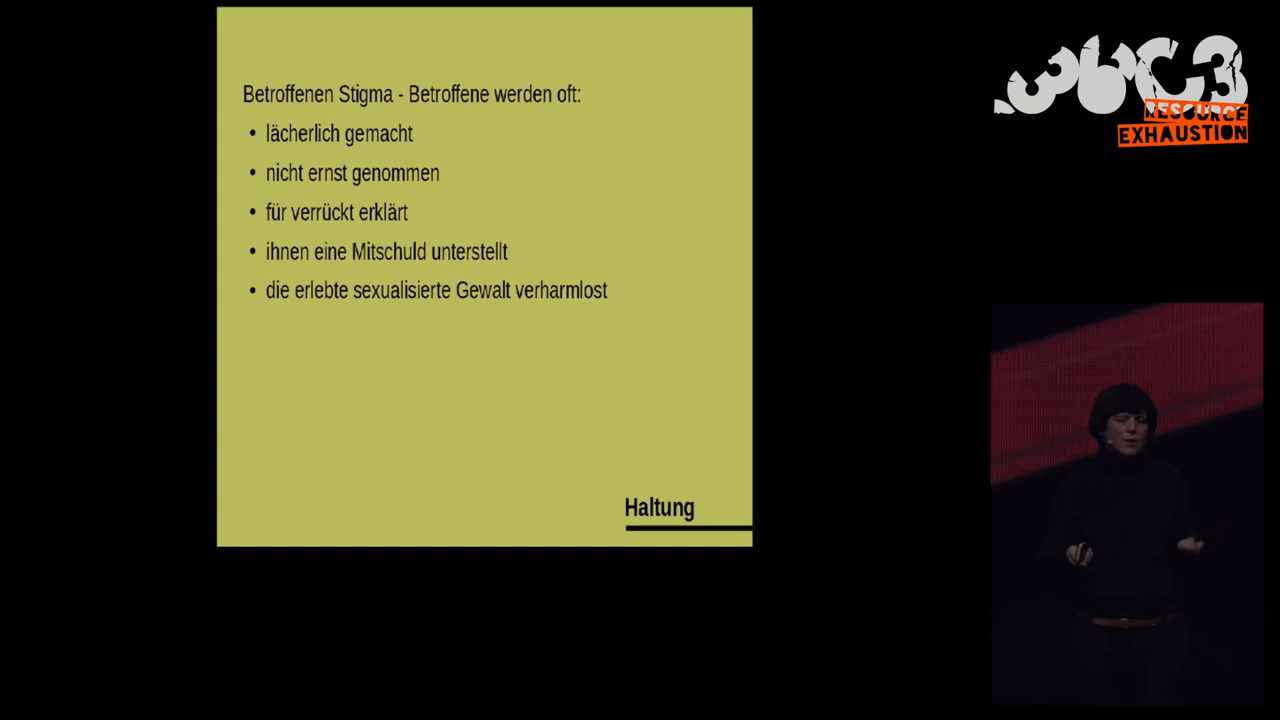 Betroffenen Stigma - Betroffene werden oft:
• lächerlich gemacht
• nicht ernst genommen
• für verrückt erklärt
• ihnen eine Mitschuld unterstellt
• die erlebte sexualisierte Gewalt verharmlost
Haltung
36C3
RESOURCE
EXHAUSTION